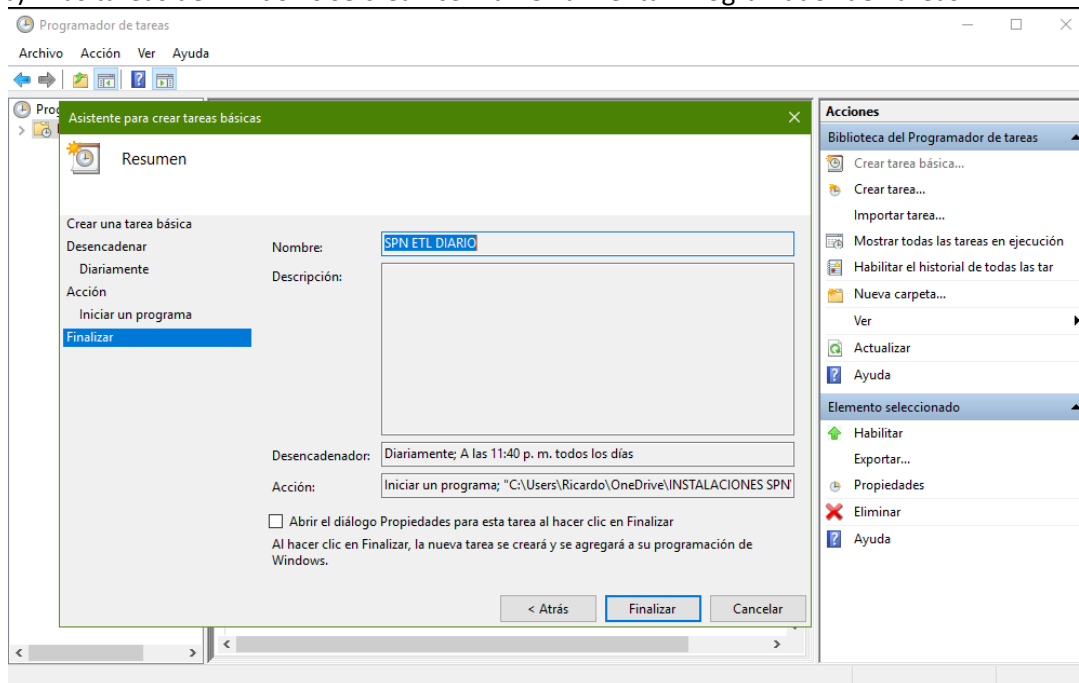 Programador de tareas
Archivo Acción Ver Ayuda
Prog
Asistente para crear tareas básicas
Resumen
Crear una tarea básica
Desencadenar
Diariamente
Acción
Iniciar un programa
Finalizar
Nombre: SPN ETL DIARIO
Descripción:
Desencadenador: Diariamente; A las 11:40 p. m. todos los días
Acción: Iniciar un programa; "C:\Users\Ricardo\OneDrive\INSTALACIONES SPN
Abrir el diálogo Propiedades para esta tarea al hacer clic en Finalizar
Al hacer clic en Finalizar, la nueva tarea se creará y se agregará a su programación de
Windows.
< Atrás Finalizar Cancelar
Acciones
Biblioteca del Programador de tareas
Crear tarea básica...
Crear tarea...
Importar tarea...
Mostrar todas las tareas en ejecución
Habilitar el historial de todas las tar
Nueva carpeta...
Ver
Actualizar
Ayuda
Elemento seleccionado
Habilitar
Exportar...
Propiedades
Eliminar
Ayuda